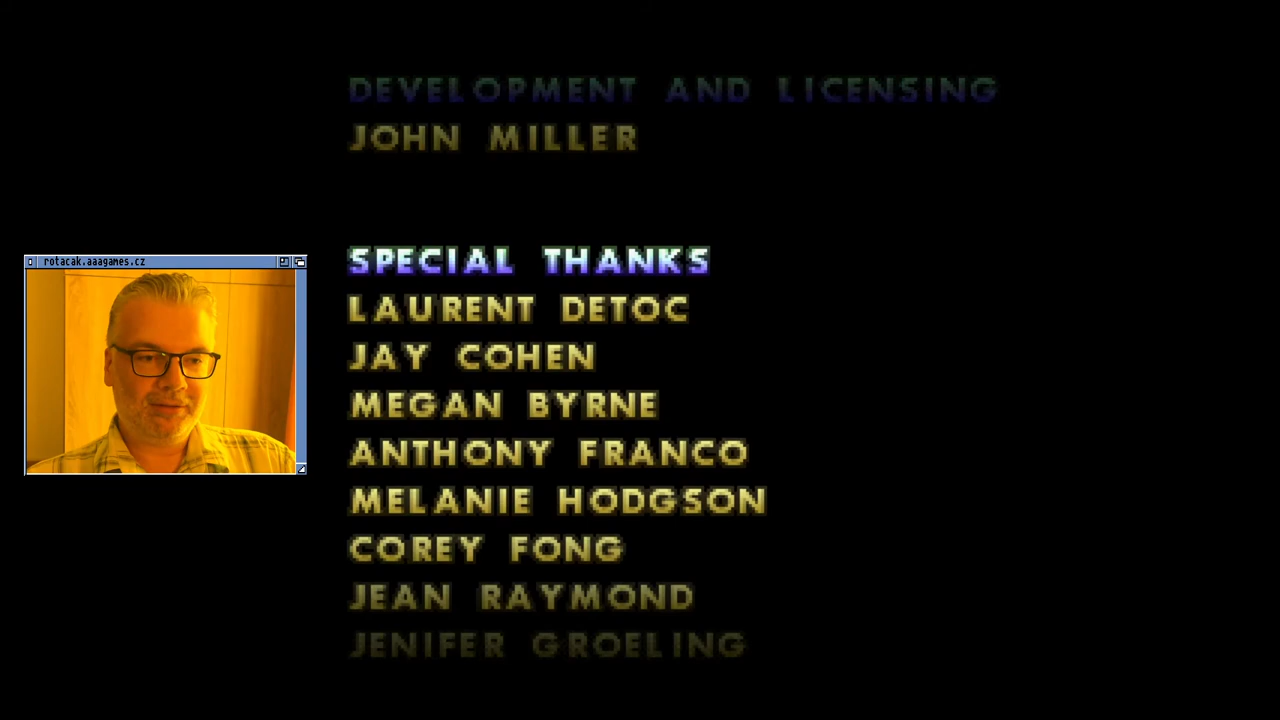 DEVELOPMENT AND LICENSING
JOHN MILLER
SPECIAL THANKS
rotacak.aaagames.cz
LAURENT DETOC
JAY COHEN
MEGAN BYRNE
ANTHONY FRANCO
MELANIE HODGSON
COREY FONG
JEAN RAYMOND
JENIFER GROELING